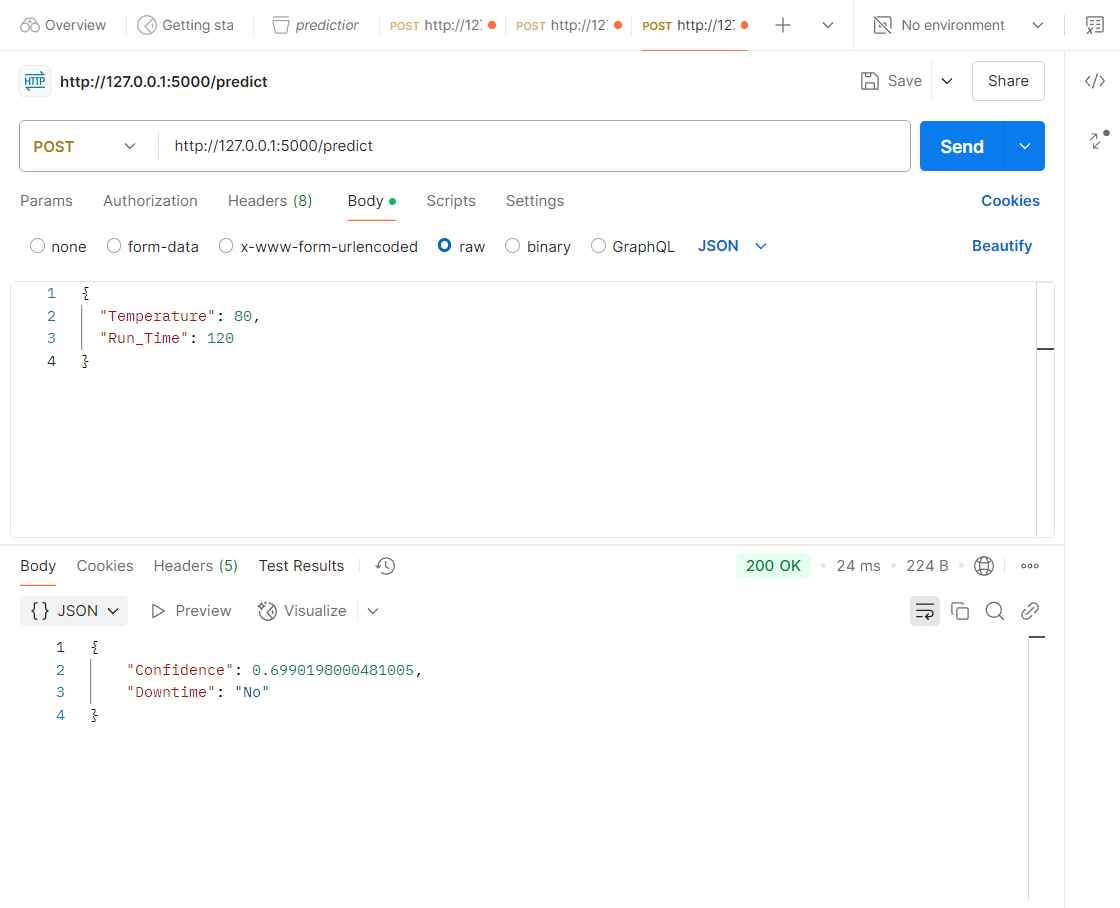 Overview Getting sta prediction POST http://127. POST http://127. POST http://127. No environment
HTTP http://127.0.0.1:5000/predict Save Share
POST http://127.0.0.1:5000/predict Send
Params Authorization Headers (8) Body Scripts Settings Cookies
none form-data x-www-form-urlencoded raw binary GraphQL JSON Beautify
1 {
2 "Temperature": 80,
3 "Run_Time": 120
4 }
Body Cookies Headers (5) Test Results 200 OK 24 ms 224 B
{} JSON Preview Visualize
1 {
2 "Confidence": 0.6990198000481005,
3 "Downtime": "No"
4 }